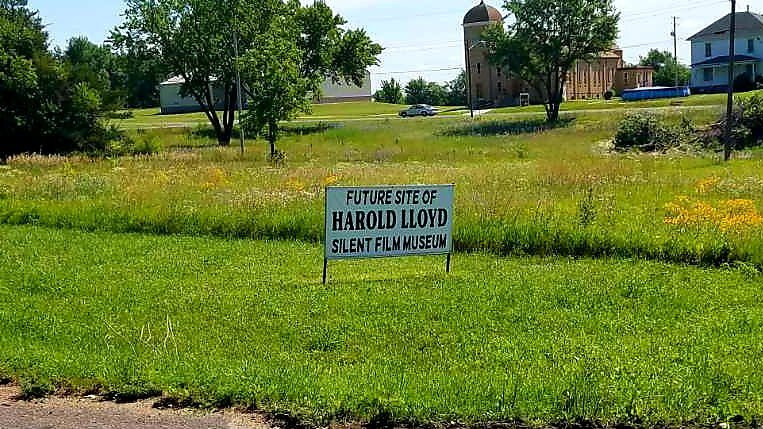 FUTURE SITE OF
HAROLD LLOYD
SILENT FILM MUSEUM